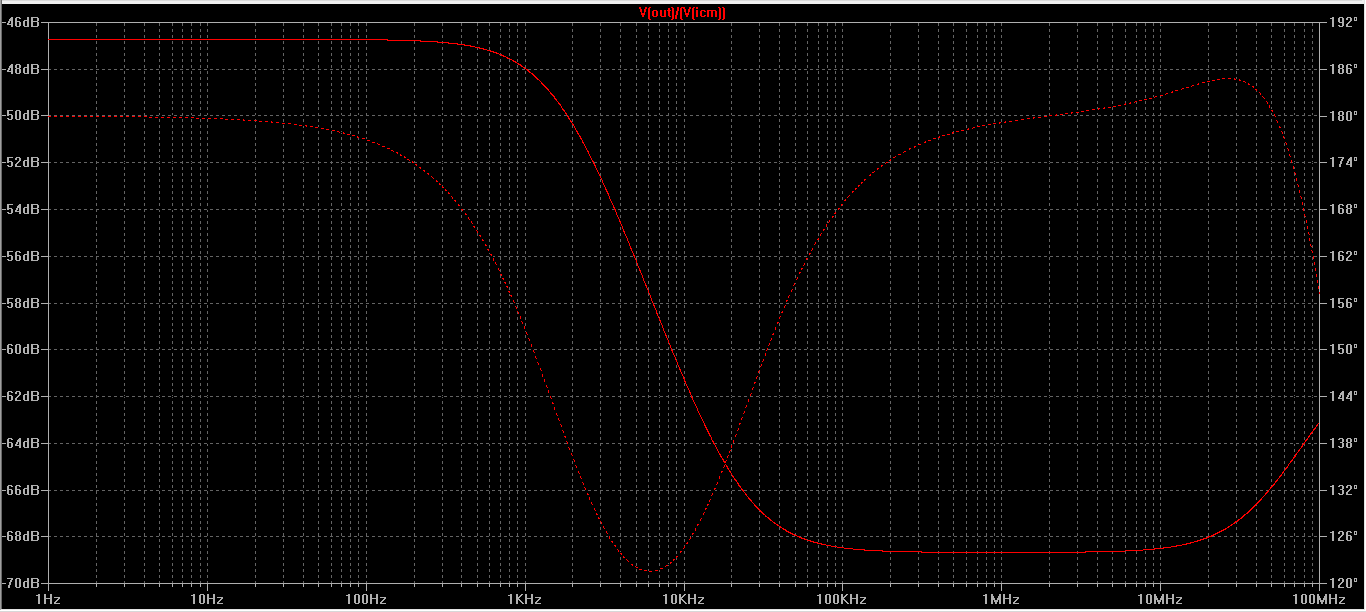 V[out]/(V[icm])
-46dB 192°
-48dB 186°
-50dB 180°
-52dB 174°
-54dB 168°
-56dB 162°
-58dB 156°
-60dB 150°
-62dB 144°
-64dB 138°
-66dB 132°
-68dB 126°
-70dB 120°
1Hz 10Hz 100Hz 1KHz 10KHz 100KHz 1MHz 10MHz 100MHz